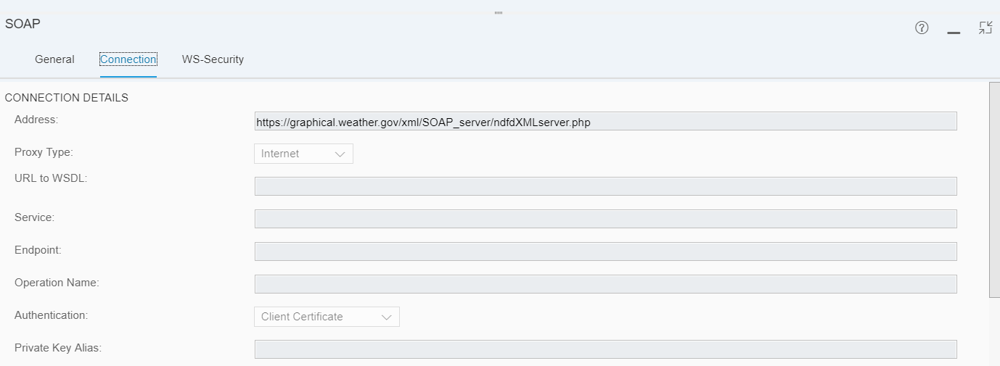 SOAP
General Connection WS-Security
CONNECTION DETAILS
Address: https://graphical.weather.gov/xml/SOAP_server/ndfdXMLserver.php
Proxy Type: Internet
URL to WSDL:
Service:
Endpoint:
Operation Name:
Authentication: Client Certificate
Private Key Alias: